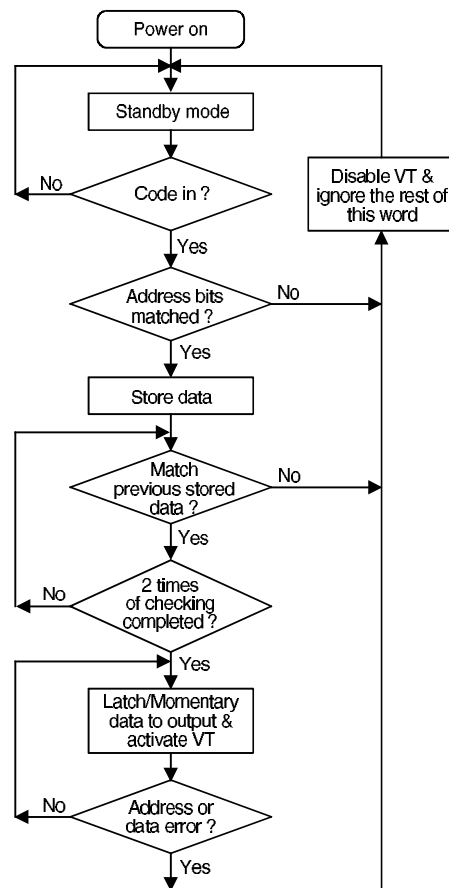 Power on
Standby mode
No
Code in ?
Disable VT &
ignore the rest of
this word
Yes
Address bits
matched ?
No
Yes
Store data
Match
previous stored
data ?
No
Yes
No
2 times
of checking
completed ?
Yes
Latch/Momentary
data to output &
activate VT
No
Address or
data error ?
Yes